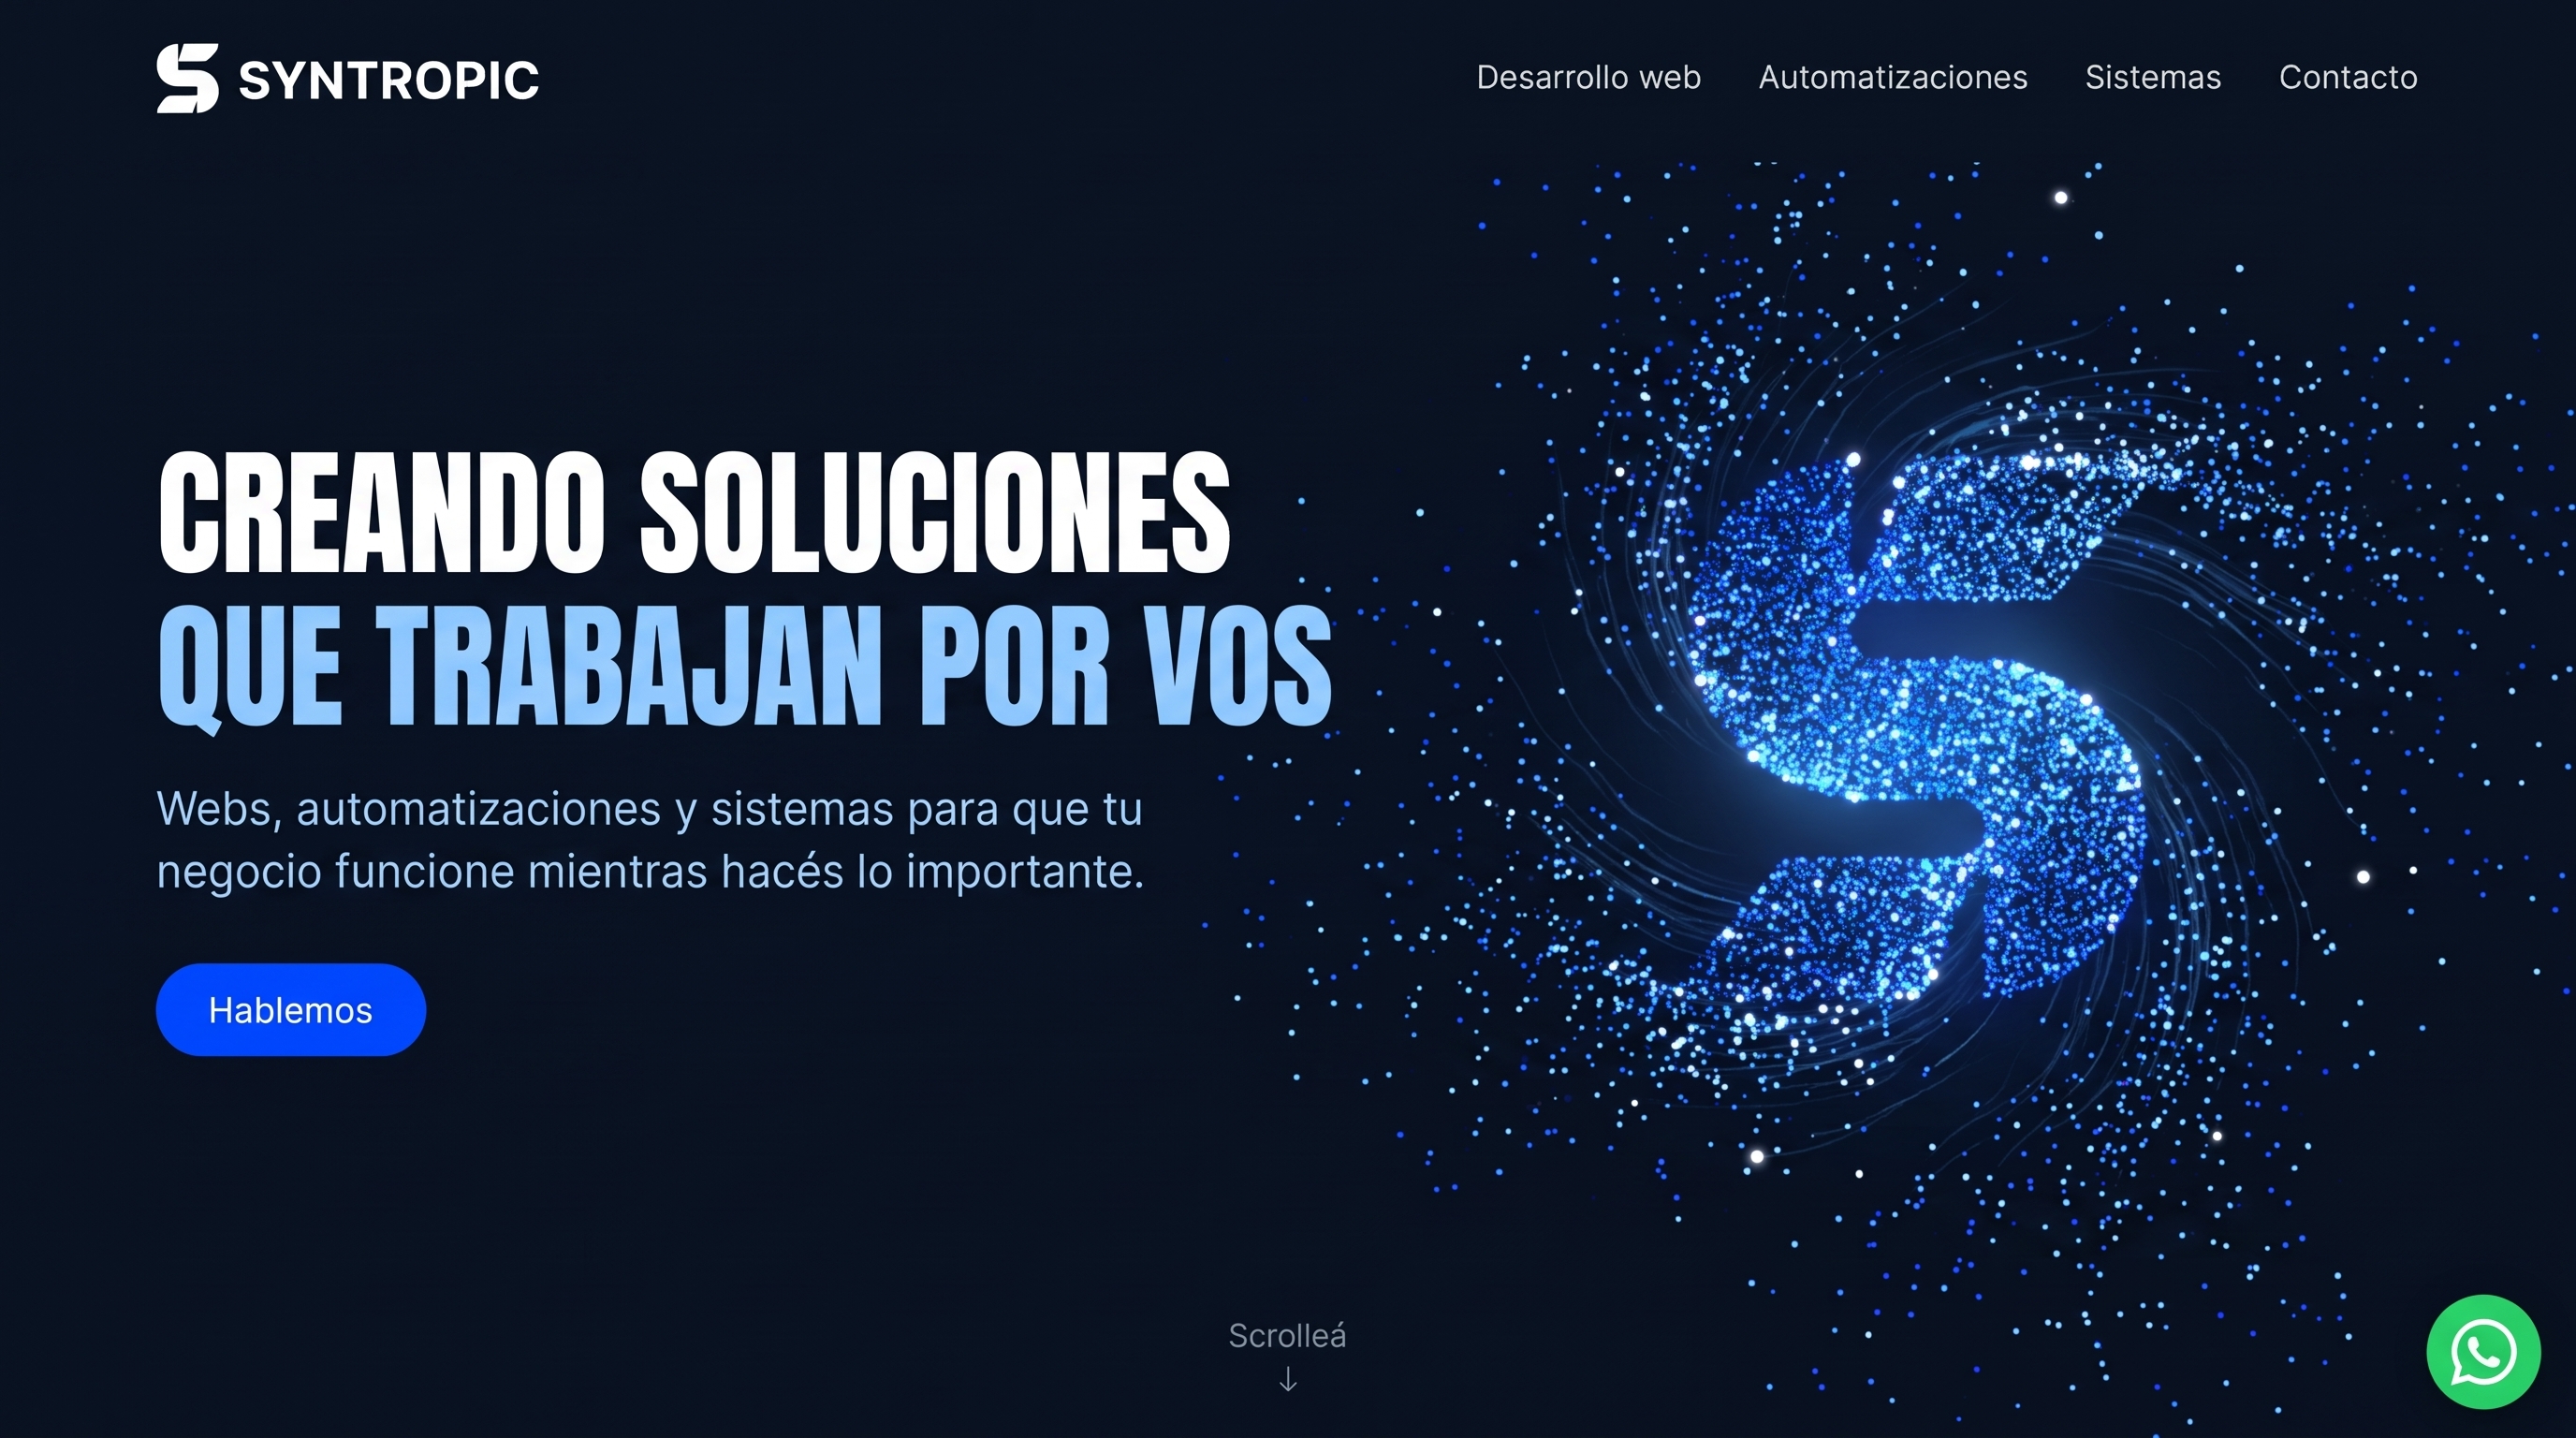 SYNTROPIC
Desarrollo web
Automatizaciones
Sistemas
Contacto
CREANDO SOLUCIONES
QUE TRABAJAN POR VOS
Webs, automatizaciones y sistemas para que tu
negocio funcione mientras hacés lo importante.
Hablemos
Scrolleá